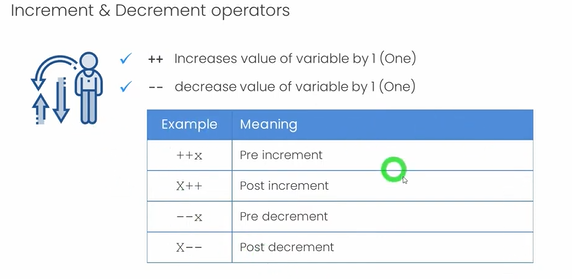 Increment & Decrement operators
++ Increases value of variable by 1 (One)
-- decrease value of variable by 1 (One)
Example Meaning
++x Pre increment
X++ Post increment
--x Pre decrement
X-- Post decrement